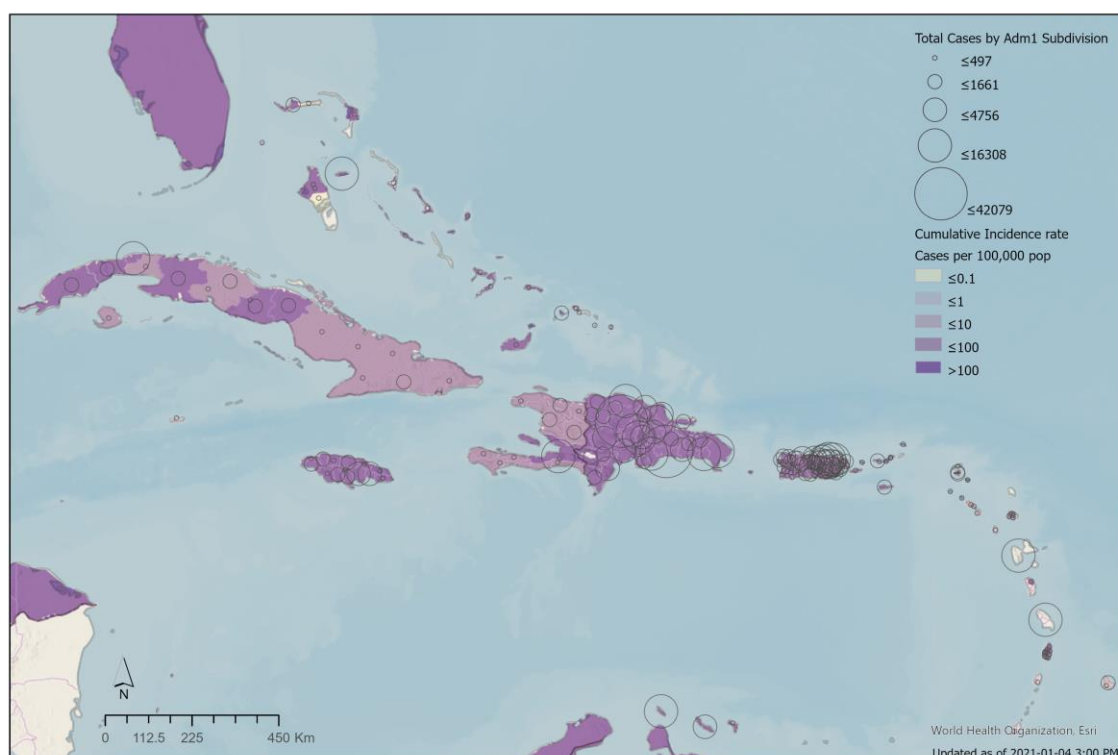 Total Cases by Adm1 Subdivision
≤497
≤1661
≤4756
≤16308
≤42079
Cumulative Incidence rate
Cases per 100,000 pop
≤0.1
≤1
≤10
≤100
>100
N
0 112.5 225 450 Km
World Health Organization, Esri
Updated as of 2021-01-04 3:00 PM